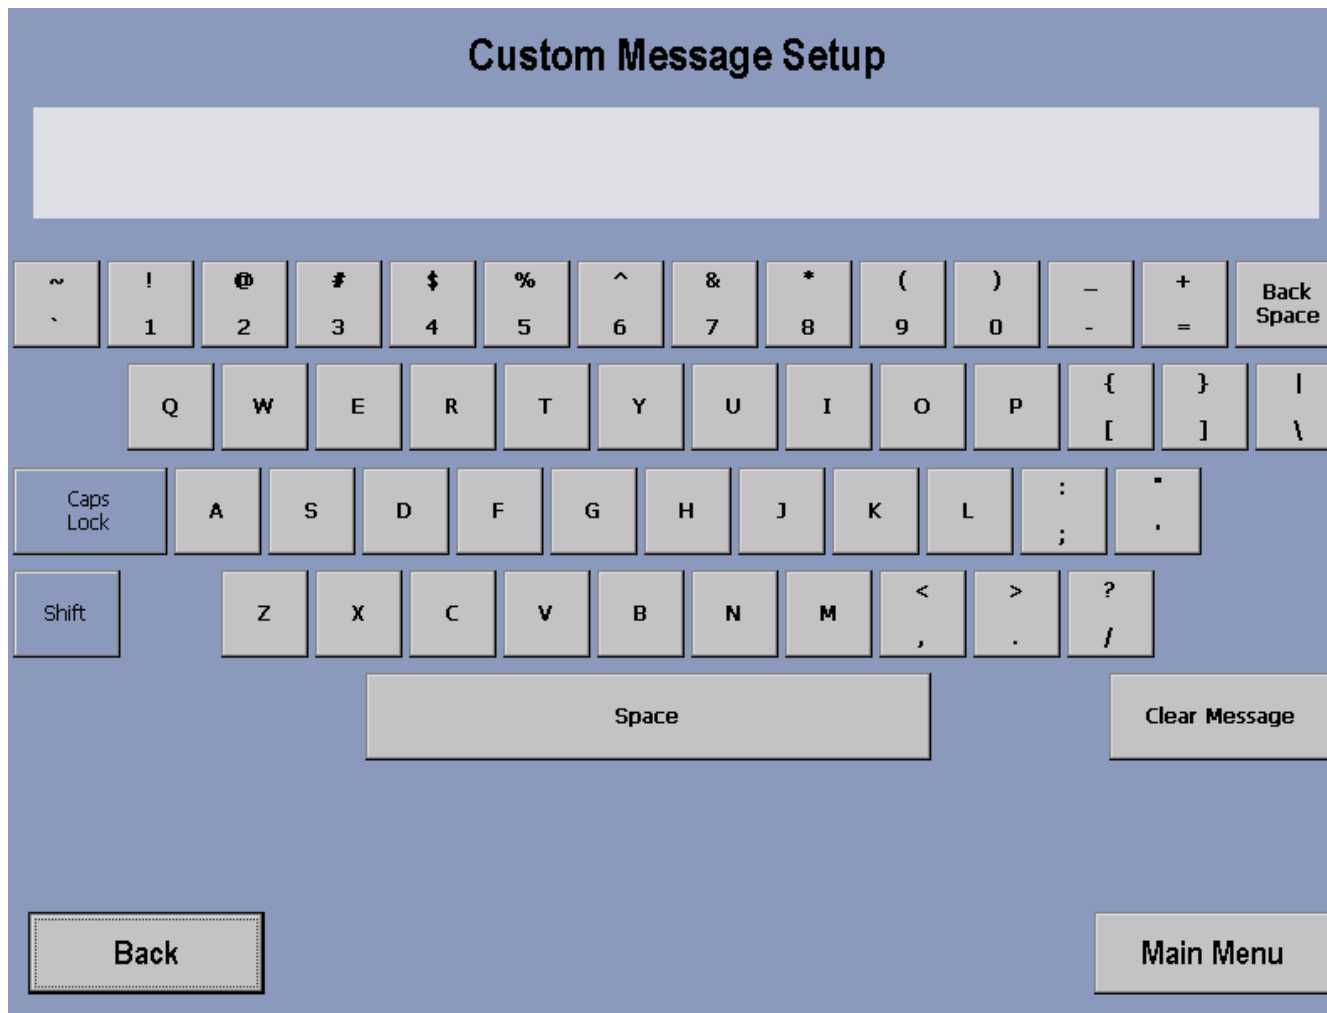 Custom Message Setup
~ ! @ # $ % ^ & * ( ) _ + Back
` 1 2 3 4 5 6 7 8 9 0 - = Space
Q W E R T Y U I O P { } |
[ ] \
Caps Lock A S D F G H J K L : "
; '
Shift Z X C V B N M < > ?
, . /
Space Clear Message
Back Main Menu